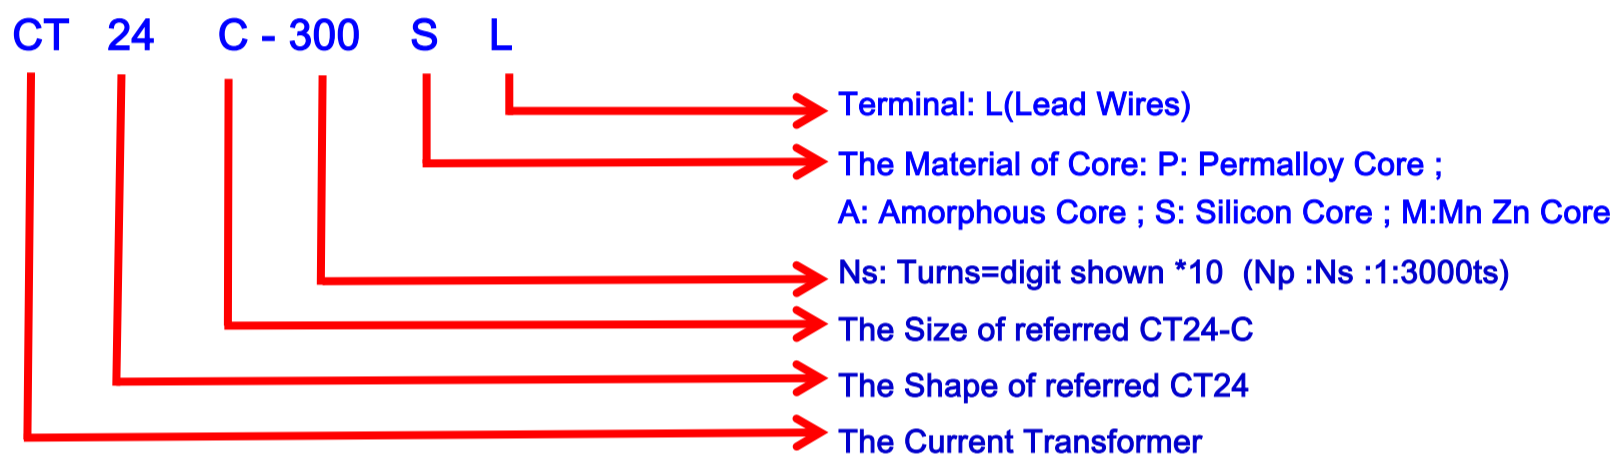 CT 24 C - 300 S L
Terminal: L(Lead Wires)
The Material of Core: P: Permalloy Core ;
A: Amorphous Core ; S: Silicon Core ; M:Mn Zn Core
Ns: Turns=digit shown *10 (Np :Ns :1:3000ts)
The Size of referred CT24-C
The Shape of referred CT24
The Current Transformer